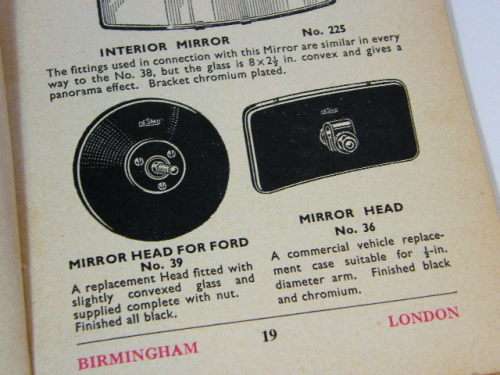 INTERIOR MIRROR No. 225
The fittings used in connection with this Mirror are similar in every
way to the No. 38, but the glass is 8 × 2½ in. convex and gives a
panorama effect. Bracket chromium plated.
DESMO
DESMO
MIRROR HEAD FOR FORD
No. 39
A replacement Head fitted with
slightly convexed glass and
supplied complete with nut.
Finished all black.
MIRROR HEAD
No. 36
A commercial vehicle replace-
ment case suitable for ½-in.
diameter arm. Finished black
and chromium.
BIRMINGHAM 19 LONDON